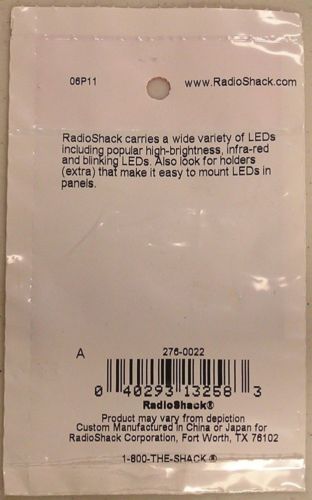 06P11 www.RadioShack.com
RadioShack carries a wide variety of LEDs
including popular high-brightness, infra-red
and blinking LEDs. Also look for holders
(extra) that make it easy to mount LEDs in
panels.
A 276-0022
0 40293 13258 3
RadioShack®
Product may vary from depiction
Custom Manufactured in China or Japan for
RadioShack Corporation, Fort Worth, TX 76102
1-800-THE-SHACK ®